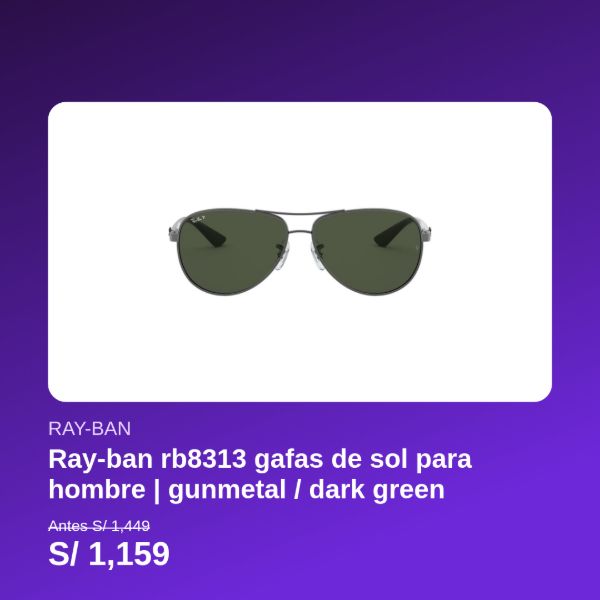 RAY-BAN
Ray-ban rb8313 gafas de sol para
hombre | gunmetal / dark green
Antes S/ 1,449
S/ 1,159